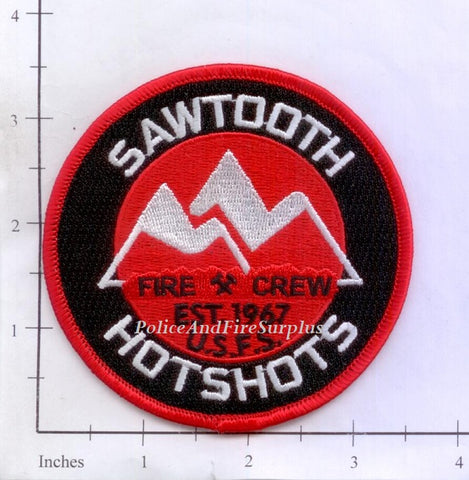 SAWTOOTH
FIRE CREW
EST. 1967
U.S.F.S.
HOTSHOTS
PoliceAndFireSurplus
4
3
2
1
Inches 1 2 3 4